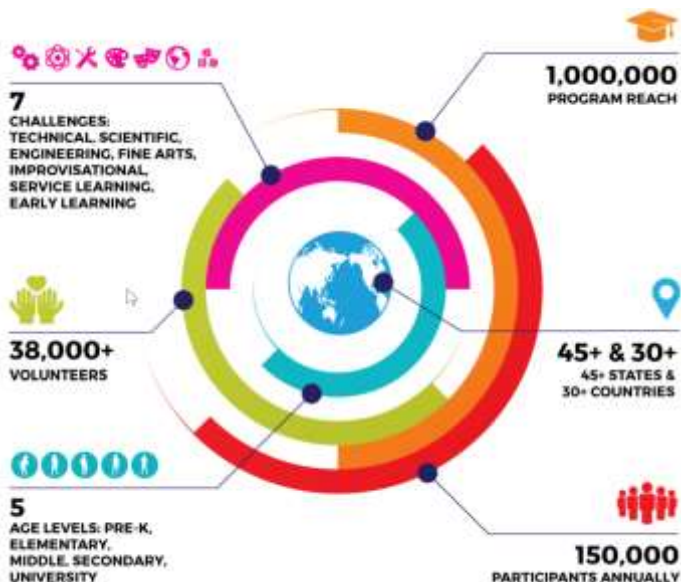 7
CHALLENGES:
TECHNICAL, SCIENTIFIC,
ENGINEERING, FINE ARTS,
IMPROVISATIONAL,
SERVICE LEARNING,
EARLY LEARNING
1,000,000
PROGRAM REACH
38,000+
VOLUNTEERS
45+ & 30+
45+ STATES &
30+ COUNTRIES
5
AGE LEVELS: PRE-K,
ELEMENTARY,
MIDDLE, SECONDARY,
UNIVERSITY
150,000
PARTICIPANTS ANNUALLY